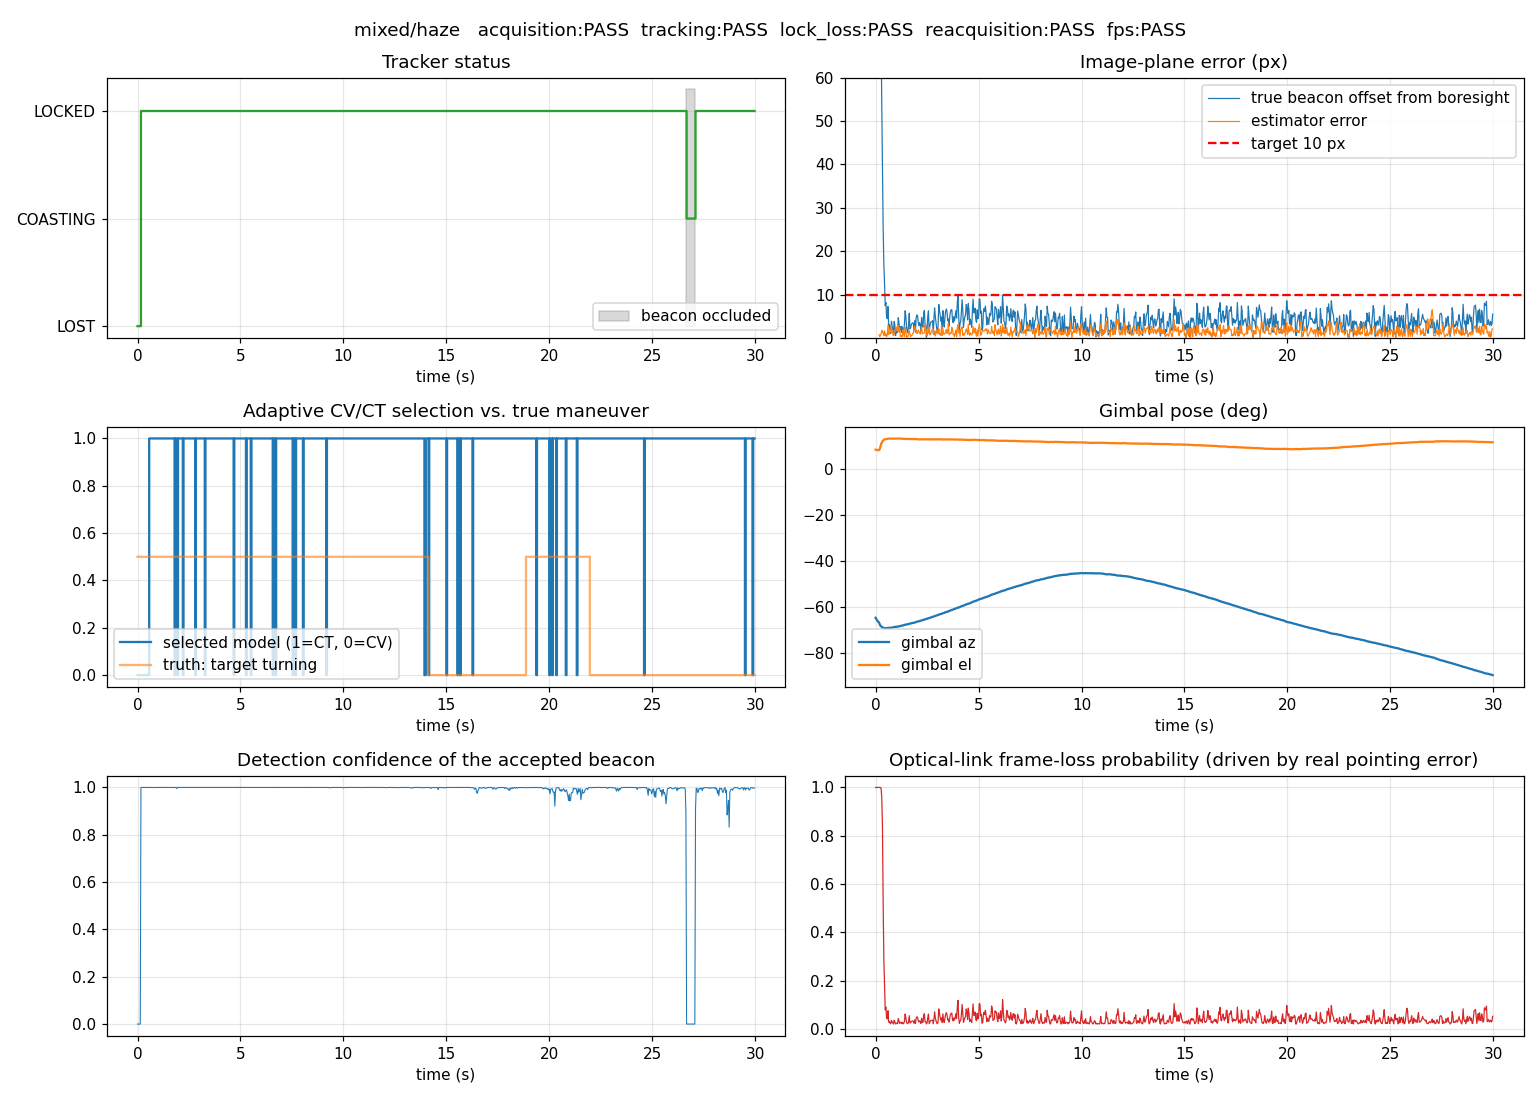 mixed/haze acquisition:PASS tracking:PASS lock_loss:PASS reacquisition:PASS fps:PASS
Tracker status
LOCKED
COASTING
LOST
beacon occluded
0 5 10 15 20 25 30
time (s)
Image-plane error (px)
60
50
40
30
20
10
0
true beacon offset from boresight
estimator error
target 10 px
0 5 10 15 20 25 30
time (s)
Adaptive CV/CT selection vs. true maneuver
1.0
0.8
0.6
0.4
0.2
0.0
selected model (1=CT, 0=CV)
truth: target turning
0 5 10 15 20 25 30
time (s)
Gimbal pose (deg)
0
−20
−40
−60
−80
gimbal az
gimbal el
0 5 10 15 20 25 30
time (s)
Detection confidence of the accepted beacon
1.0
0.8
0.6
0.4
0.2
0.0
0 5 10 15 20 25 30
time (s)
Optical-link frame-loss probability (driven by real pointing error)
1.0
0.8
0.6
0.4
0.2
0.0
0 5 10 15 20 25 30
time (s)